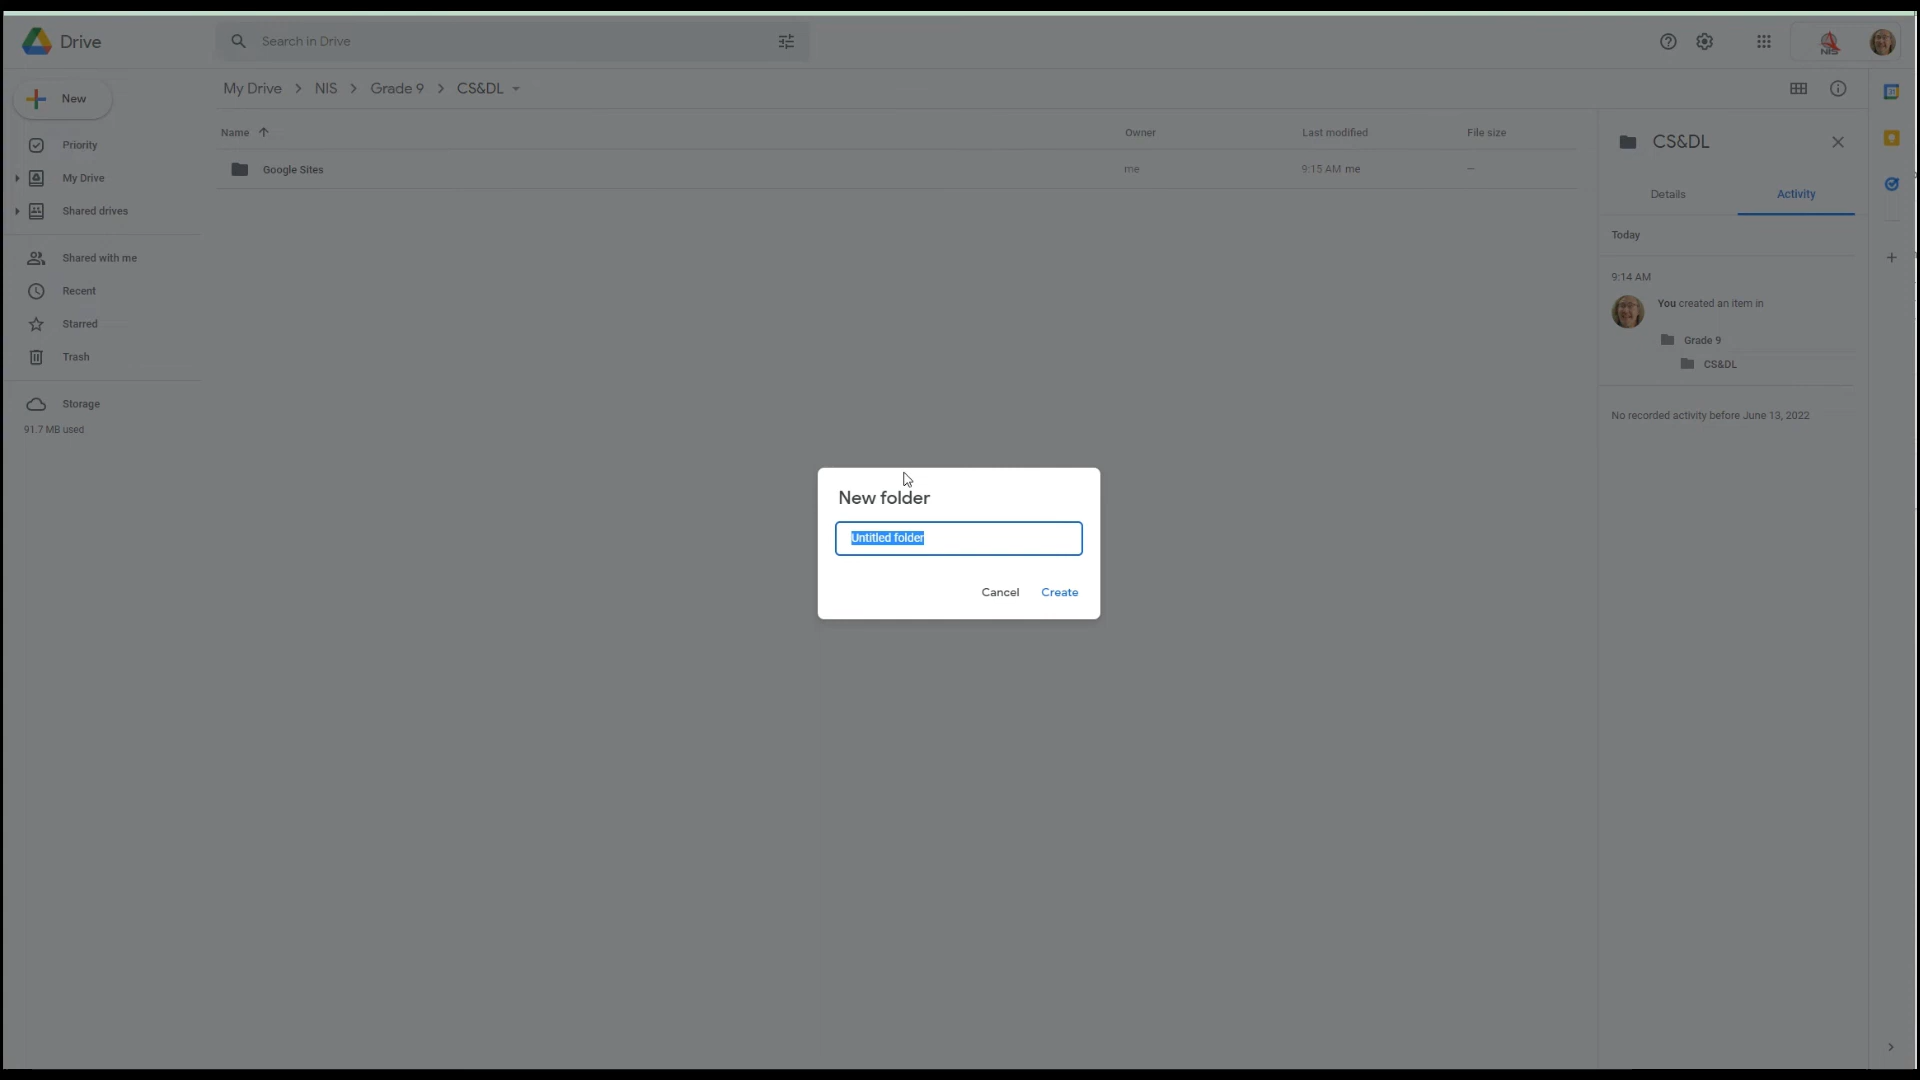 Drive
Search in Drive
NIS
New
My Drive > NIS > Grade 9 > CS&DL
Name
Owner
Last modified
File size
Google Sites
me
9:15 AM me
—
Priority
My Drive
Shared drives
Shared with me
Recent
Starred
Trash
Storage
91.7 MB used
CS&DL
Details
Activity
Today
9:14 AM
You created an item in
Grade 9
CS&DL
No recorded activity before June 13, 2022
New folder
Untitled folder
Cancel
Create